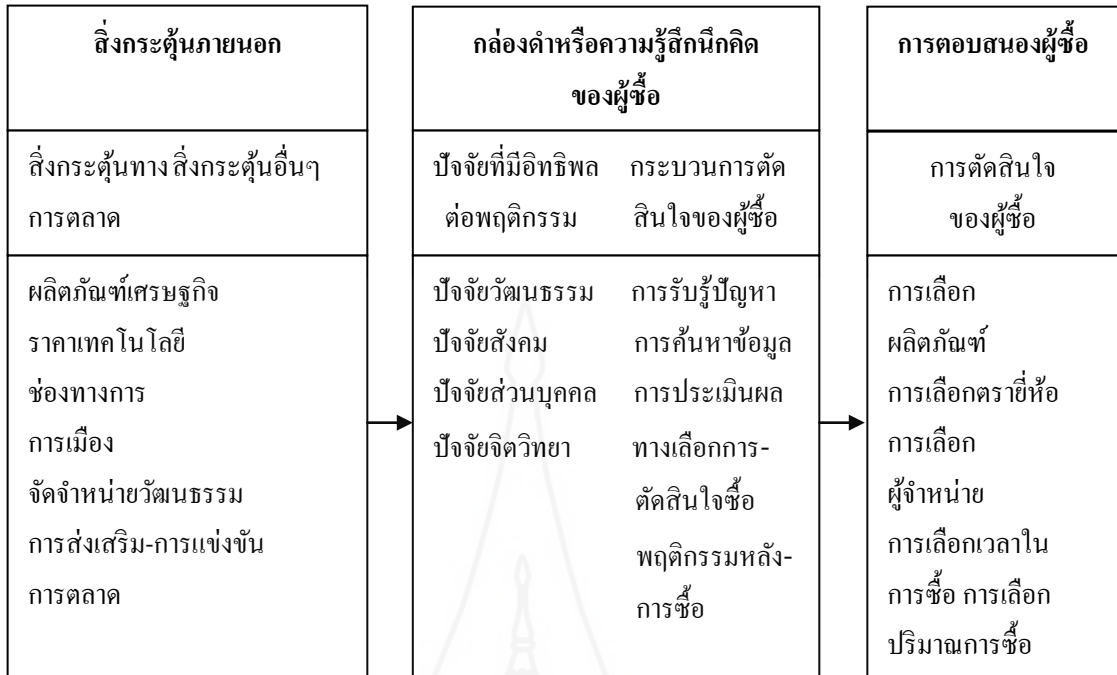 สิ่งกระตุ้นภายนอก
สิ่งกระตุ้นทาง สิ่งกระตุ้นอื่นๆ
การตลาด
ผลิตภัณฑ์เศรษฐกิจ
ราคาเทคโนโลยี
ช่องทางการ
การเมือง
จัดจำหน่ายวัฒนธรรม
การส่งเสริม-การแข่งขัน
การตลาด
กล่องดำหรือความรู้สึกนึกคิด
ของผู้ซื้อ
ปัจจัยที่มีอิทธิพล กระบวนการตัด
ต่อพฤติกรรม สินใจของผู้ซื้อ
ปัจจัยวัฒนธรรม การรับรู้ปัญหา
ปัจจัยสังคม การค้นหาข้อมูล
ปัจจัยส่วนบุคคล การประเมินผล
ปัจจัยจิตวิทยา ทางเลือกการ-
ตัดสินใจซื้อ
พฤติกรรมหลัง-
การซื้อ
การตอบสนองผู้ซื้อ
การตัดสินใจ
ของผู้ซื้อ
การเลือก
ผลิตภัณฑ์
การเลือกตรายี่ห้อ
การเลือก
ผู้จำหน่าย
การเลือกเวลาใน
การซื้อ การเลือก
ปริมาณการซื้อ